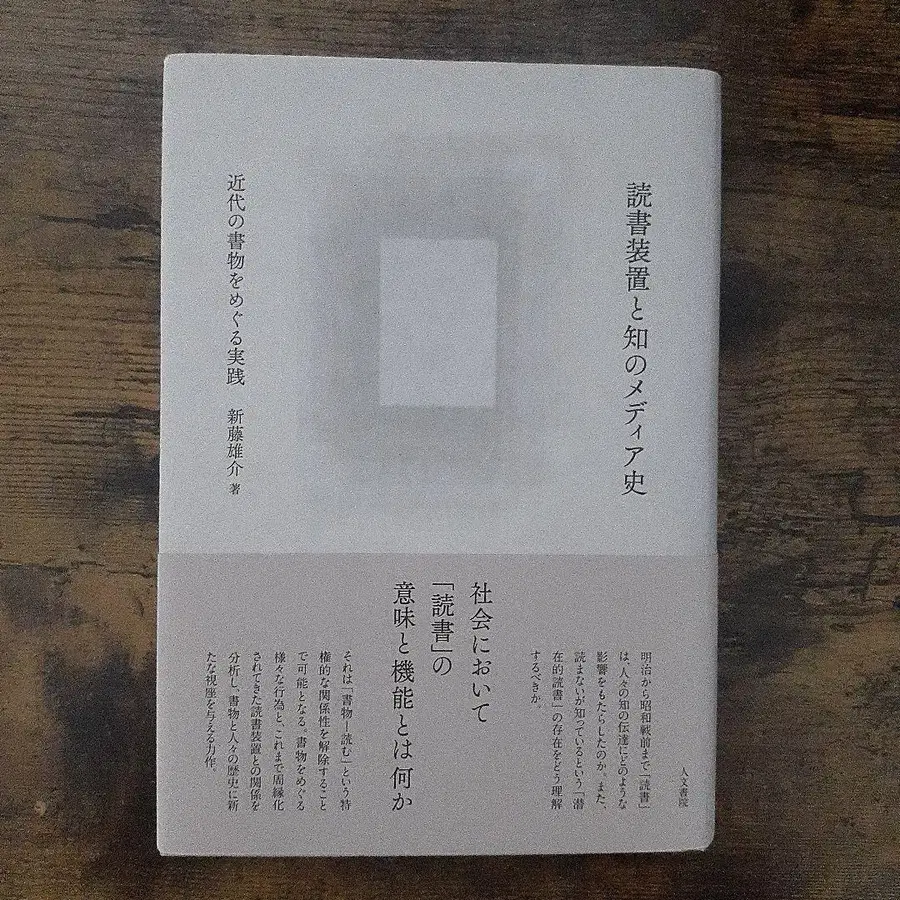 読書装置と知のメディア史
近代の書物をめぐる実践　新藤雄介 著
社会において
「読書」の
意味と機能とは何か
明治から昭和戦前まで「読書」
は、人々の知の伝達にどのような
影響をもたらしたのか。また、
読まないが知っているという「潜
在的読書」の存在をどう理解
するべきか。
それは「書物―読む」という特
権的な関係性を解除すること
で可能となる。書物をめぐる
様々な行為と、これまで周縁化
されてきた読書装置との関係を
分析し、書物と人々の歴史に新
たな視座を与える力作。
人文書院